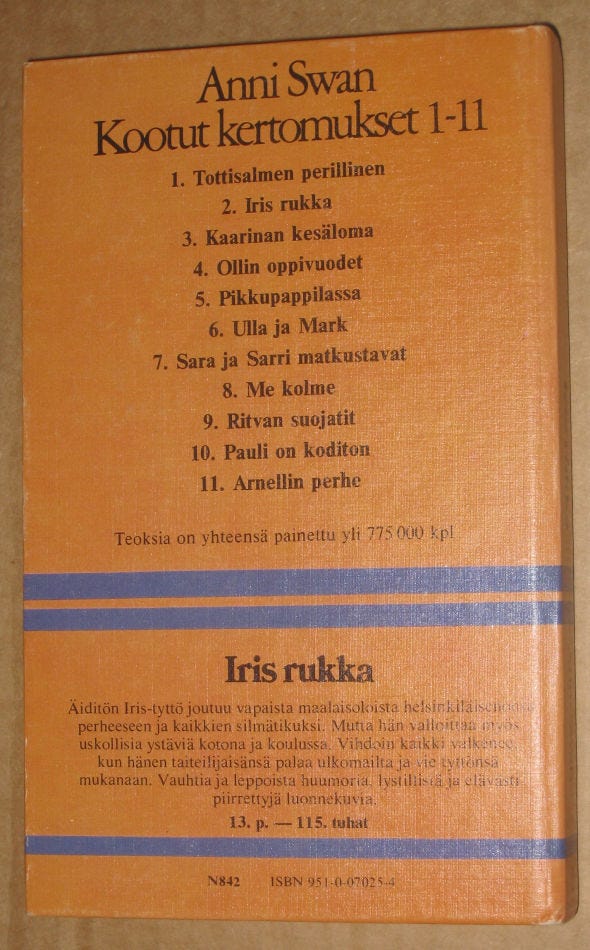 Anni Swan
Kootut kertomukset 1-11
1. Tottisalmen perillinen
2. Iris rukka
3. Kaarinan kesäloma
4. Ollin oppivuodet
5. Pikkupappilassa
6. Ulla ja Mark
7. Sara ja Sarri matkustavat
8. Me kolme
9. Ritvan suojatit
10. Pauli on koditon
11. Arnellin perhe
Teoksia on yhteensä painettu yli 775 000 kpl
Iris rukka
Äiditön Iris-tyttö joutuu vapaista maalaisoloista
perheeseen ja kaikkien silmätikuksi. Mutta hän valloittaa myös
uskollisia ystäviä kotona ja koulussa. Vihdoin kaikki valkenee,
kun hänen taiteilijaisänsä palaa ulkomailta ja vie tyttönsä
mukanaan. Vauhtia ja leppoista huumoria, lystillisiä ja elävästi
piirrettyjä luonnekuvia.
13. p. — 115. tuhat
N842 ISBN 951-0-07025-4